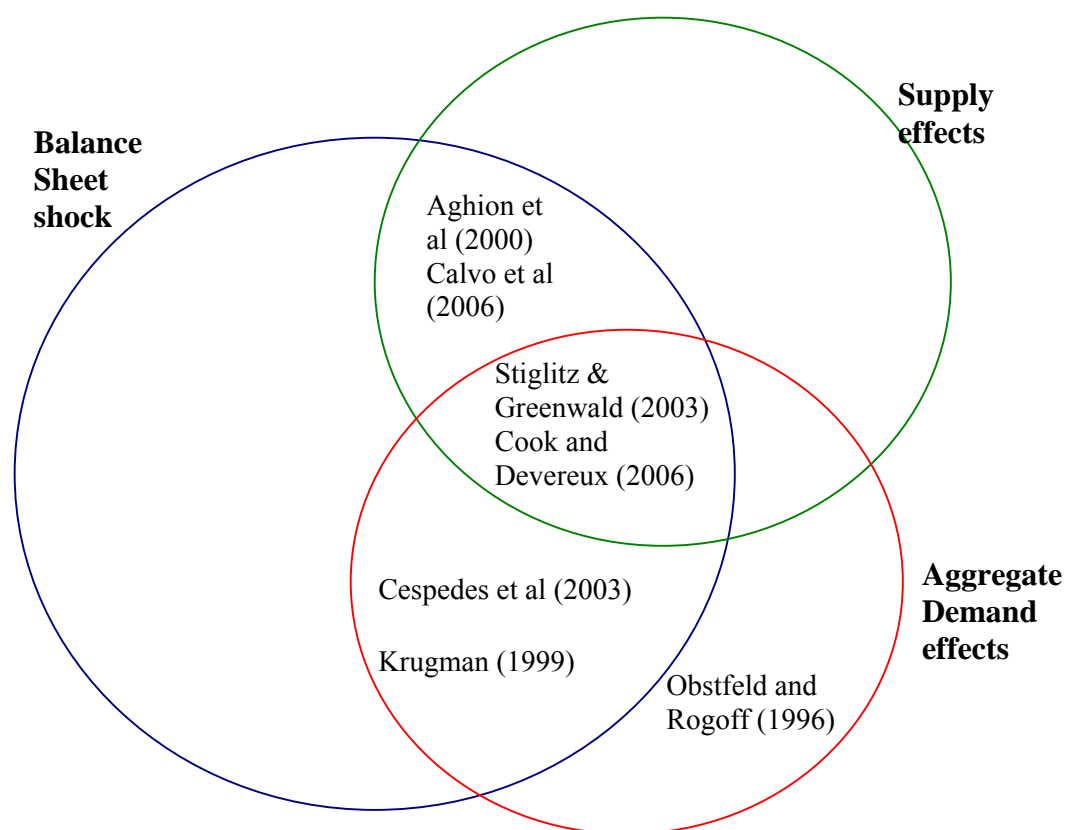 Supply
effects
Balance
Sheet
shock
Aghion et
al (2000)
Calvo et al
(2006)
Stiglitz &
Greenwald (2003)
Cook and
Devereux (2006)
Cespedes et al (2003)
Krugman (1999)
Aggregate
Demand
effects
Obstfeld and
Rogoff (1996)